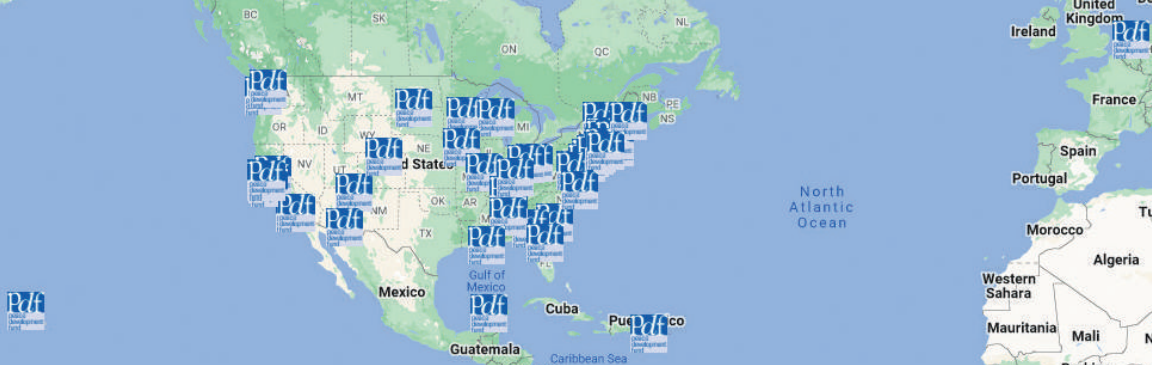 BC
SK
NL
ON
QC
United
Kingdom
Ireland
Pdf
peace
development
fund
MT
NB
PE
NS
MI
France
OR
ID
WY
NE
d States
NV
UT
Spain
Portugal
OK
AR
NM
TX
North
Atlantic
Ocean
Morocco
Algeria
FL
Gulf of
Mexico
Western
Sahara
Mexico
Cuba
Pue
co
Mauritania
Mali
Guatemala
Caribbean Sea